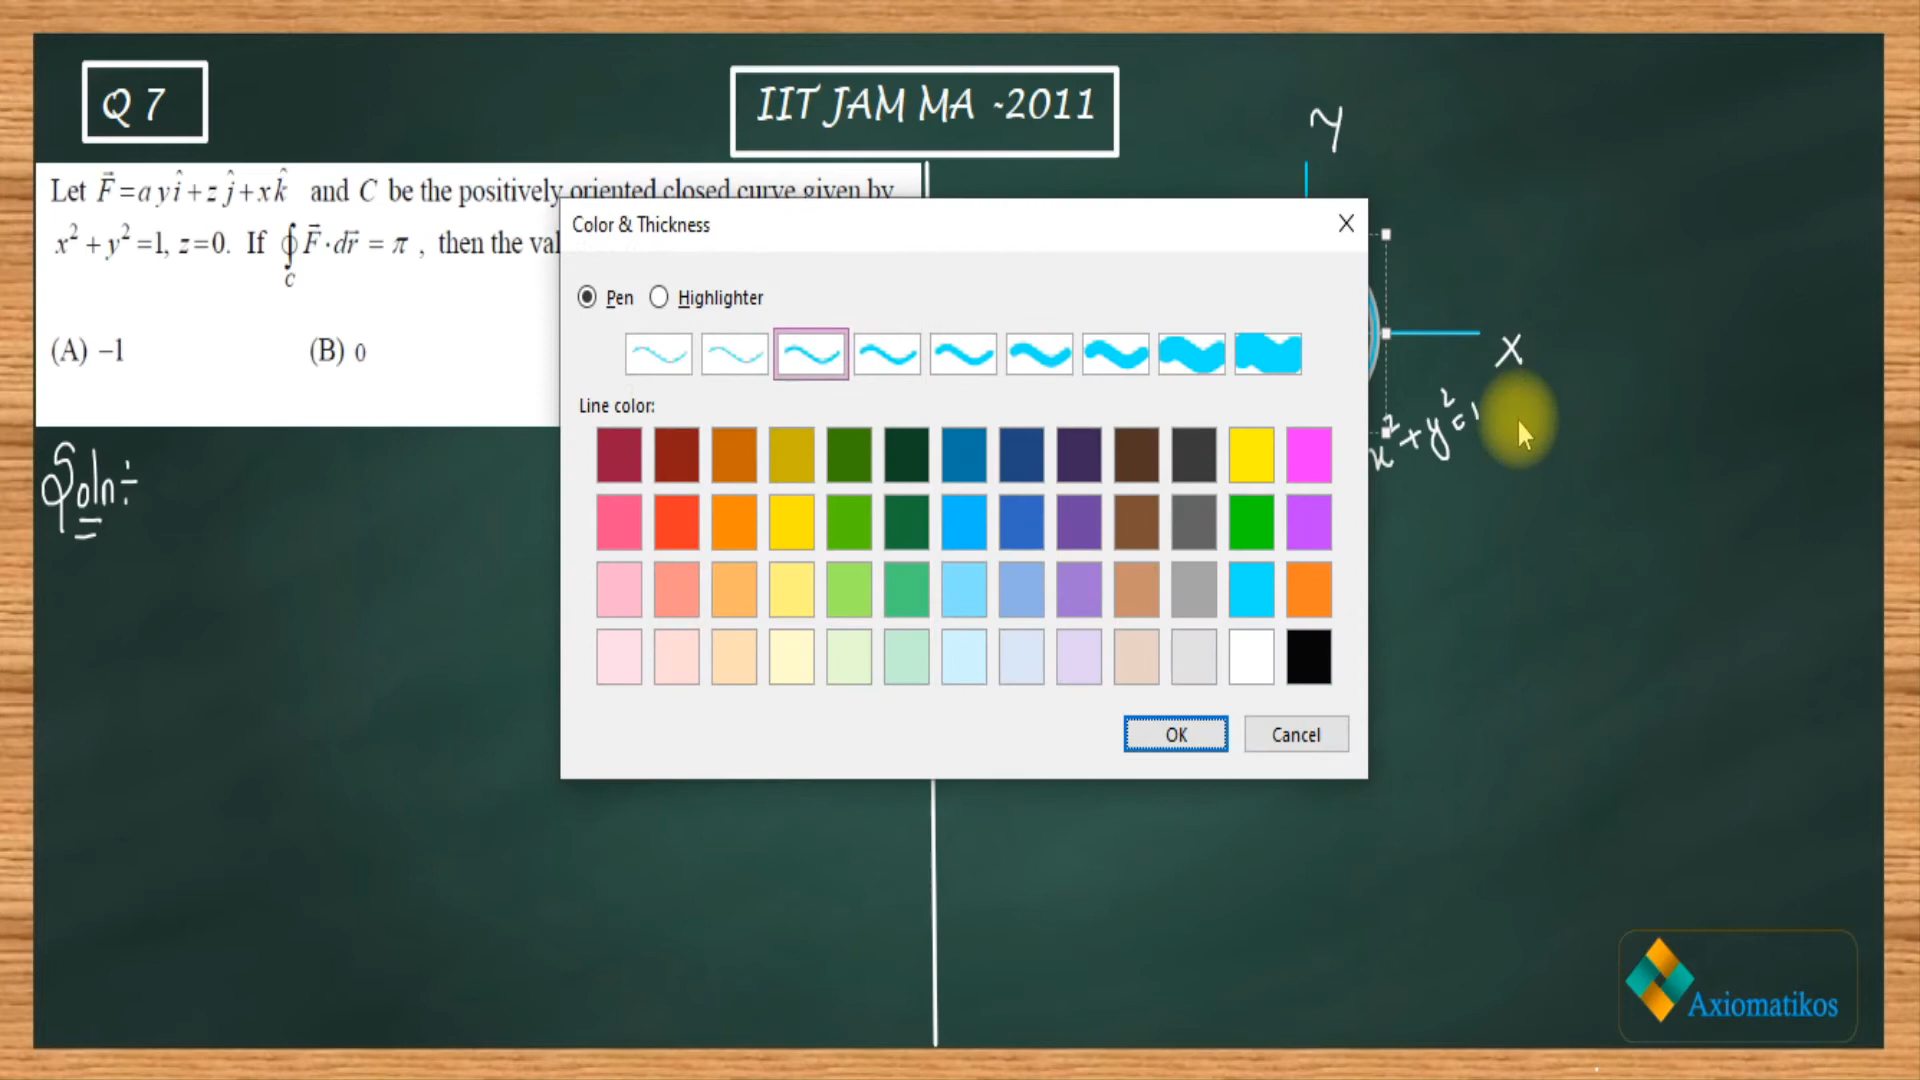 Q 7
IIT JAM MA -2011
Y
Let F⃗ = a y î + z ĵ + x k̂ and C be the positively oriented closed curve given by
x² + y² = 1, z = 0. If ∮_C F⃗ · dr⃗ = π , then the val
(A) −1
(B) 0
Color & Thickness
Pen
Highlighter
X
Line color:
x² + y² = 1
Soln:
OK
Cancel
Axiomatikos